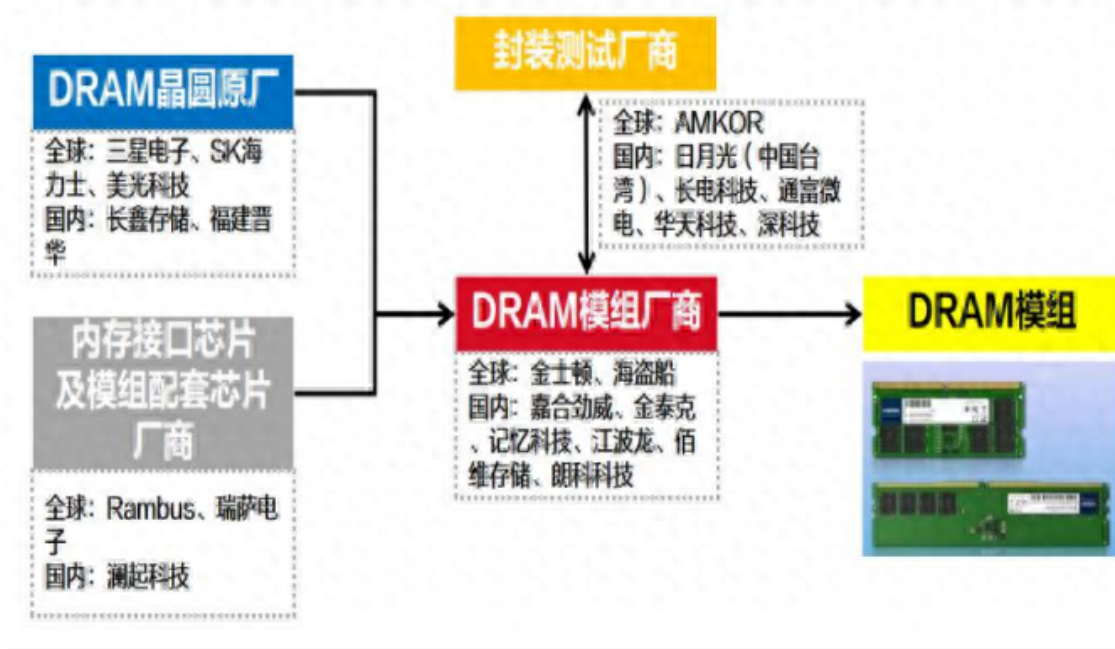 封装测试厂商
DRAM晶圆原厂
全球：三星电子、SK海
力士、美光科技
国内：长鑫存储、福建晋
华
全球：AMKOR
国内：日月光（中国台
湾）、长电科技、通富微
电、华天科技、深科技
内存接口芯片
及模组配套芯片
厂商
全球：Rambus、瑞萨电
子
国内：澜起科技
DRAM模组厂商
全球：金士顿、海盗船
国内：嘉合劲威、金泰克
、记忆科技、江波龙、佰
维存储、朗科科技
DRAM模组